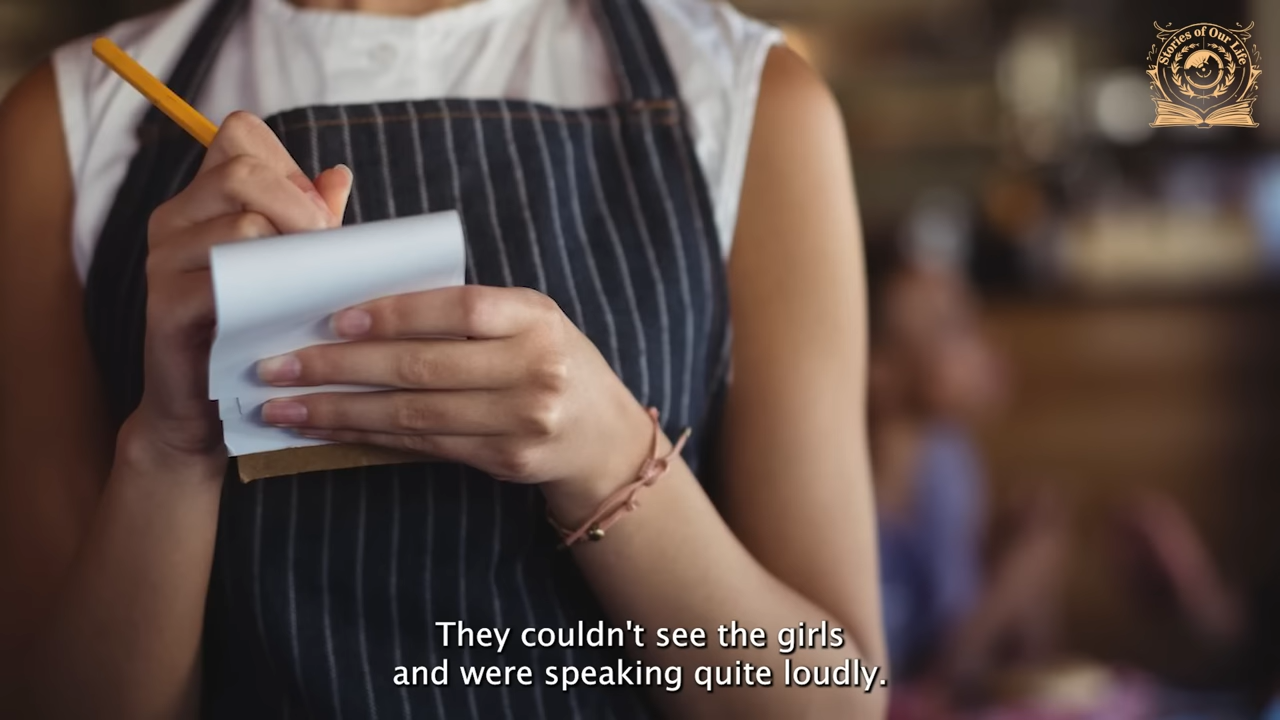 Stories of Our Life
They couldn't see the girls
and were speaking quite loudly.